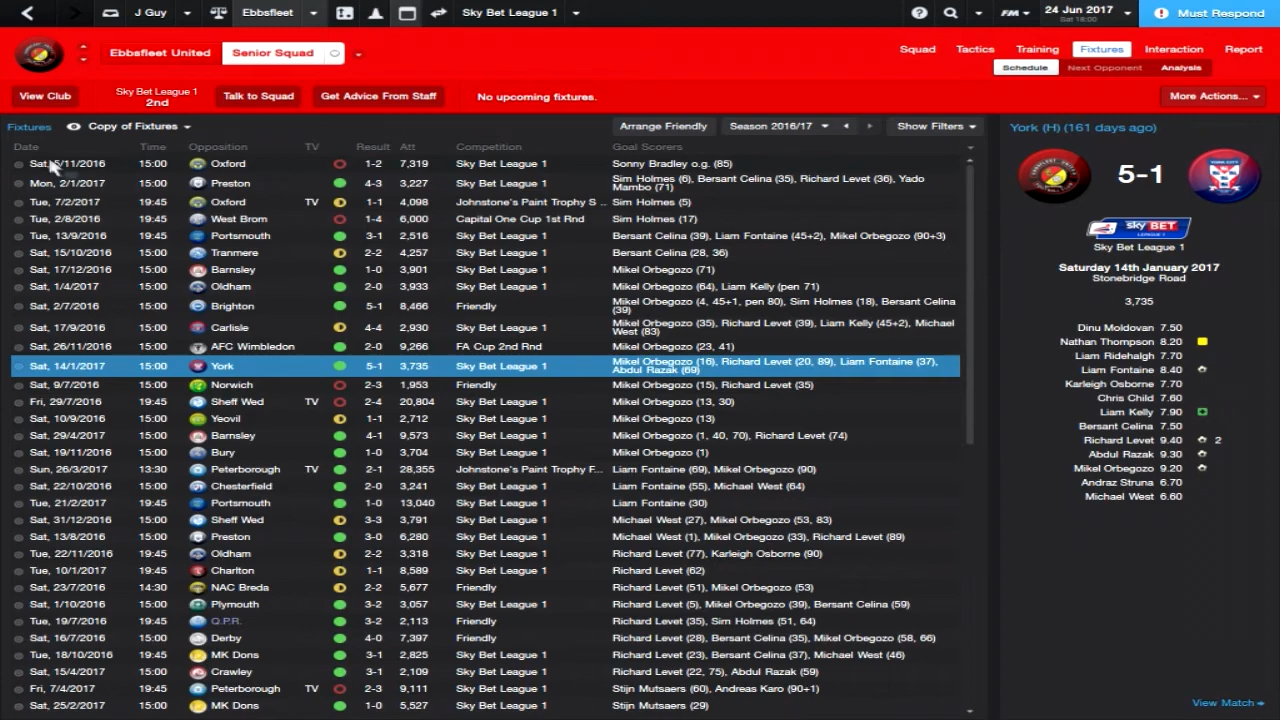 J Guy Ebbsfleet Sky Bet League 1 FM 24 Jun 2017 Sat 18:00 Must Respond
Ebbsfleet United Senior Squad Squad Tactics Training Fixtures Interaction Report
Schedule Next Opponent Analysis
View Club Sky Bet League 1 2nd Talk to Squad Get Advice From Staff No upcoming fixtures. More Actions...
Fixtures Copy of Fixtures Arrange Friendly Season 2016/17 Show Filters
Date Time Opposition TV Result Att Competition Goal Scorers
Sat, 5/11/2016 15:00 Oxford 1-2 7,319 Sky Bet League 1 Sonny Bradley o.g. (85)
Mon, 2/1/2017 15:00 Preston 4-3 3,227 Sky Bet League 1 Sim Holmes (6), Bersant Celina (35), Richard Levet (36), Yado
Mambo (71)
Tue, 7/2/2017 19:45 Oxford TV 1-1 4,098 Johnstone's Paint Trophy S... Sim Holmes (5)
Tue, 2/8/2016 19:45 West Brom 1-4 6,000 Capital One Cup 1st Rnd Sim Holmes (17)
Tue, 13/9/2016 19:45 Portsmouth 3-1 2,519 Sky Bet League 1 Bersant Celina (39), Liam Fontaine (45+2), Mikel Orbegozo (90+3)
Sat, 15/10/2016 15:00 Tranmere 2-2 4,257 Sky Bet League 1 Bersant Celina (28, 36)
Sat, 17/12/2016 15:00 Barnsley 1-0 3,901 Sky Bet League 1 Mikel Orbegozo (71)
Sat, 1/4/2017 15:00 Oldham 2-0 3,353 Sky Bet League 1 Mikel Orbegozo (64), Liam Kelly (pen 71)
Sat, 2/7/2016 15:00 Brighton 5-1 8,466 Friendly Mikel Orbegozo (4, 45+1, pen 80), Sim Holmes (18), Bersant Celina
(39)
Sat, 17/9/2016 15:00 Carlisle 4-4 2,930 Sky Bet League 1 Mikel Orbegozo (35), Richard Levet (39), Liam Kelly (45+2), Michael
West (83)
Sat, 26/11/2016 15:00 AFC Wimbledon 2-0 9,266 FA Cup 2nd Rnd Mikel Orbegozo (23, 41)
Sat, 14/1/2017 15:00 York 5-1 3,735 Sky Bet League 1 Mikel Orbegozo (16), Richard Levet (20, 89), Liam Fontaine (37),
Abdul Razak (69)
Sat, 9/7/2016 15:00 Norwich 2-3 2,973 Friendly Mikel Orbegozo (15), Richard Levet (35)
Fri, 29/7/2016 19:45 Sheff Wed TV 2-4 20,804 Sky Bet League 1 Mikel Orbegozo (13, 30)
Sat, 10/9/2016 15:00 Yeovil 1-1 2,712 Sky Bet League 1 Mikel Orbegozo (13)
Sat, 29/4/2017 15:00 Barnsley 4-1 9,573 Sky Bet League 1 Mikel Orbegozo (1, 40, 70), Richard Levet (74)
Sat, 19/11/2016 15:00 Bury 1-0 3,704 Sky Bet League 1 Mikel Orbegozo (1)
Sun, 26/3/2017 13:30 Peterborough TV 2-1 28,355 Johnstone's Paint Trophy F... Liam Fontaine (69), Mikel Orbegozo (90)
Sat, 22/10/2016 15:00 Chesterfield 2-0 3,241 Sky Bet League 1 Liam Fontaine (55), Michael West (64)
Tue, 21/2/2017 19:45 Portsmouth 1-0 13,040 Sky Bet League 1 Liam Fontaine (30)
Sat, 31/12/2016 15:00 Sheff Wed 3-3 3,791 Sky Bet League 1 Michael West (27), Mikel Orbegozo (53, 83)
Sat, 13/8/2016 15:00 Preston 3-0 6,280 Sky Bet League 1 Michael West (1), Mikel Orbegozo (33), Richard Levet (89)
Tue, 22/11/2016 19:45 Oldham 2-2 3,318 Sky Bet League 1 Richard Levet (77), Karleigh Osborne (90)
Tue, 10/1/2017 19:45 Charlton 1-1 8,589 Sky Bet League 1 Richard Levet (62)
Sat, 23/7/2016 14:30 NAC Breda 2-2 5,677 Friendly Richard Levet (51), Mikel Orbegozo (53)
Sat, 1/10/2016 15:00 Plymouth 3-2 3,057 Sky Bet League 1 Richard Levet (5), Mikel Orbegozo (39), Bersant Celina (59)
Tue, 19/7/2016 19:45 Q.P.R. 3-2 2,113 Friendly Richard Levet (35), Sim Holmes (51, 64)
Sat, 16/7/2016 15:00 Derby 4-0 7,397 Friendly Richard Levet (28), Bersant Celina (35), Mikel Orbegozo (58, 66)
Tue, 18/10/2016 19:45 MK Dons 3-1 2,825 Sky Bet League 1 Richard Levet (23), Bersant Celina (37), Michael West (46)
Sat, 15/4/2017 15:00 Crawley 3-1 2,109 Sky Bet League 1 Richard Levet (22, 75), Abdul Razak (59)
Fri, 7/4/2017 19:45 Peterborough TV 2-3 9,111 Sky Bet League 1 Stijn Mutsaers (60), Andreas Karo (90+1)
Sat, 25/2/2017 15:00 MK Dons 1-0 5,527 Sky Bet League 1 Stijn Mutsaers (29)
York (H) (161 days ago)
5-1
sky BET LEAGUE 1
Sky Bet League 1
Saturday 14th January 2017
Stonebridge Road
3,735
Dinu Moldovan 7.50
Nathan Thompson 8.20
Liam Ridehalgh 7.70
Liam Fontaine 8.40
Karleigh Osborne 7.70
Chris Child 7.60
Liam Kelly 7.90
Bersant Celina 7.50
Richard Levet 9.40 2
Abdul Razak 9.30
Mikel Orbegozo 9.20
Andraz Struna 6.70
Michael West 6.60
View Match